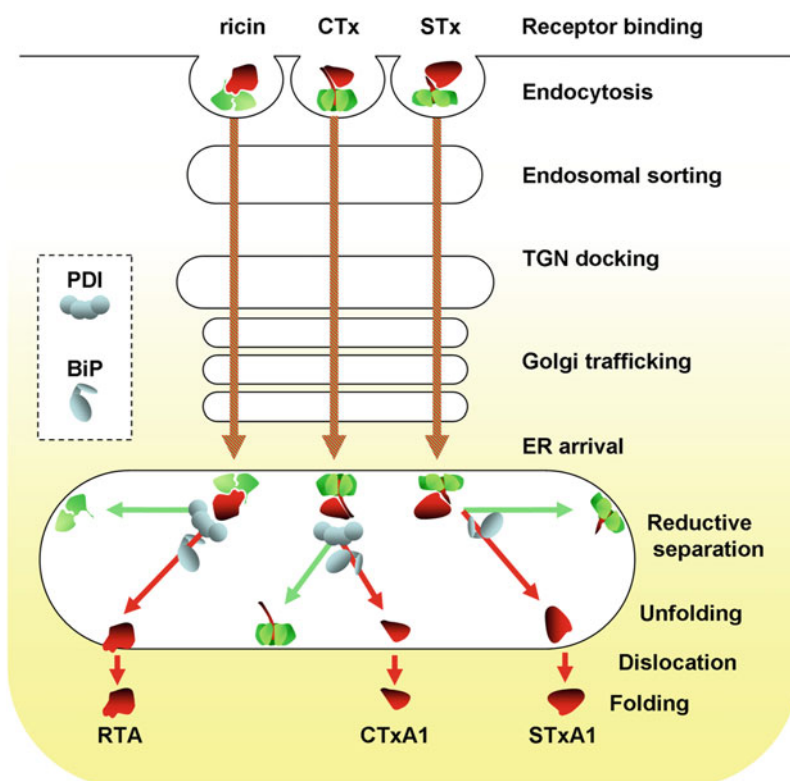 ricin CTx STx Receptor binding
Endocytosis
Endosomal sorting
TGN docking
PDI
Golgi trafficking
BiP
ER arrival
Reductive
separation
Unfolding
Dislocation
Folding
RTA CTxA1 STxA1